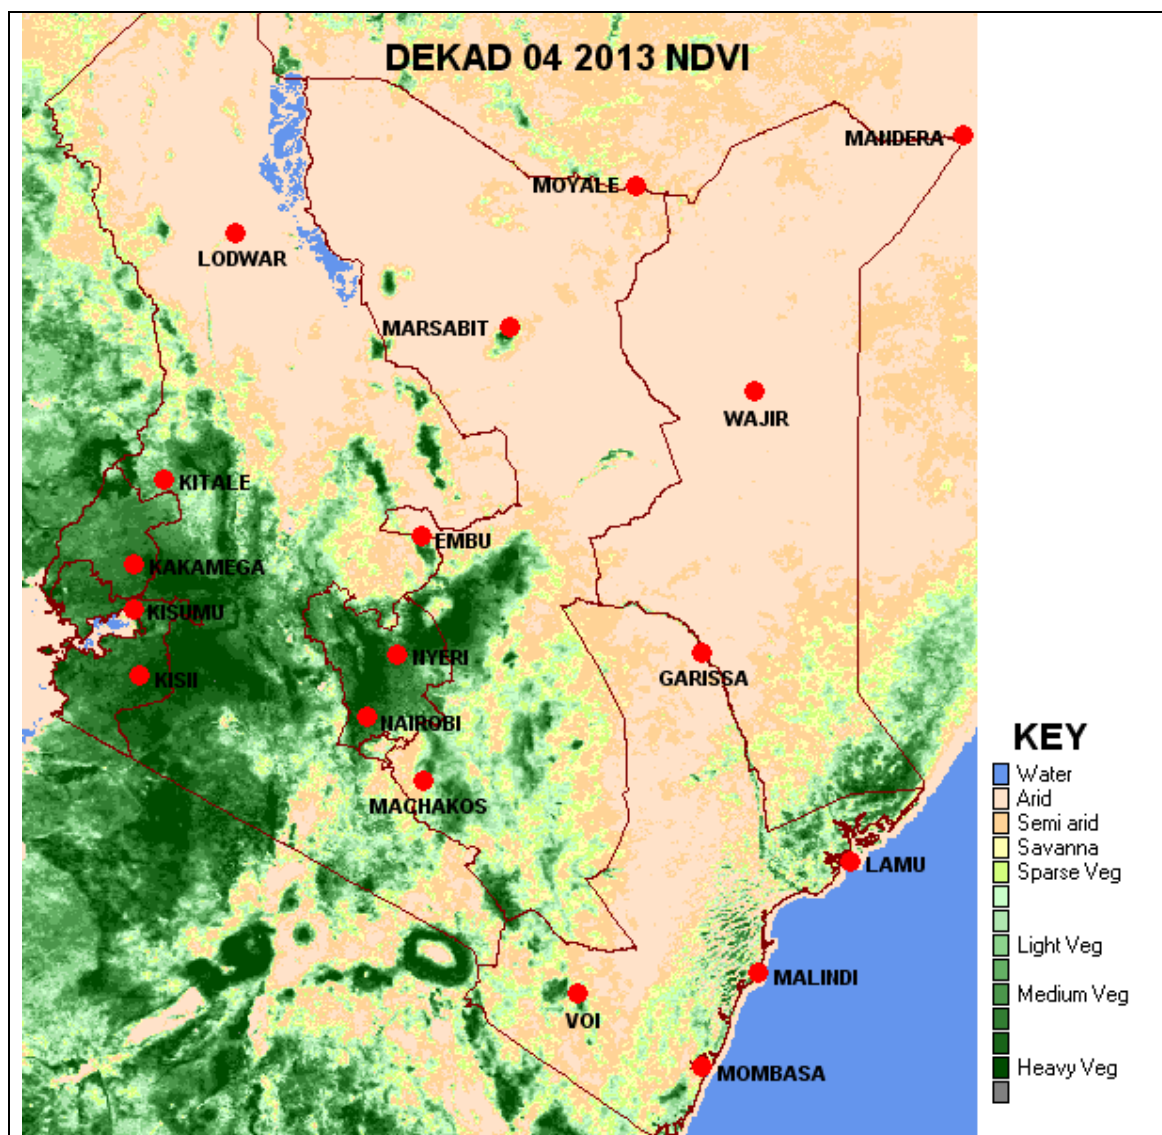 DEKAD 04 2013 NDVI
MANDERA
MOYALE
LODWAR
MARSABIT
WAJIR
KITALE
EMBU
KAKAMEGA
KISUMU
NYERI
KISII
GARISSA
NAIROBI
MACHAKOS
LAMU
MALINDI
VOI
MOMBASA
KEY
Water
Arid
Semi arid
Savanna
Sparse Veg
Light Veg
Medium Veg
Heavy Veg